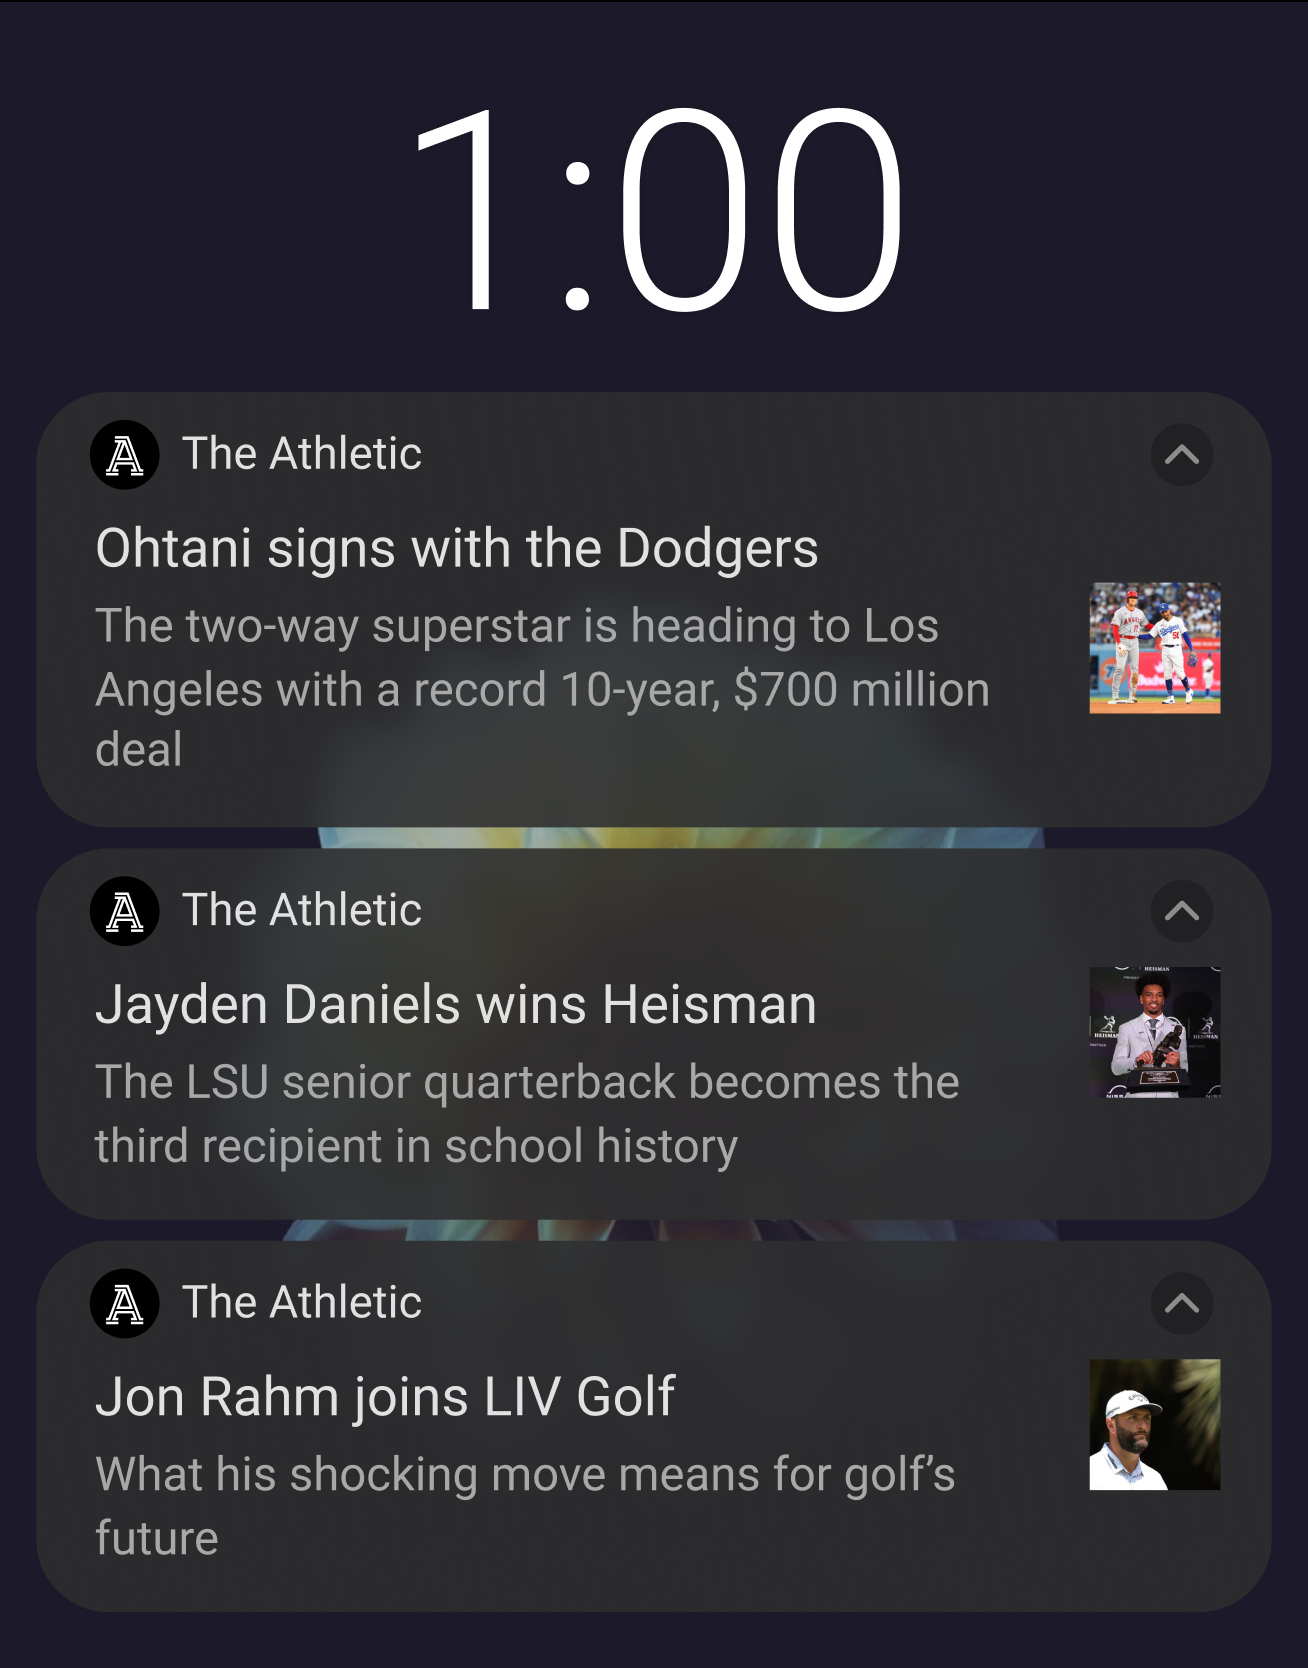 1:00
The Athletic
Ohtani signs with the Dodgers
The two-way superstar is heading to Los
Angeles with a record 10-year, $700 million
deal
The Athletic
Jayden Daniels wins Heisman
The LSU senior quarterback becomes the
third recipient in school history
HEISMAN
HEISMAN
HEISMAN
The Athletic
Jon Rahm joins LIV Golf
What his shocking move means for golf’s
future